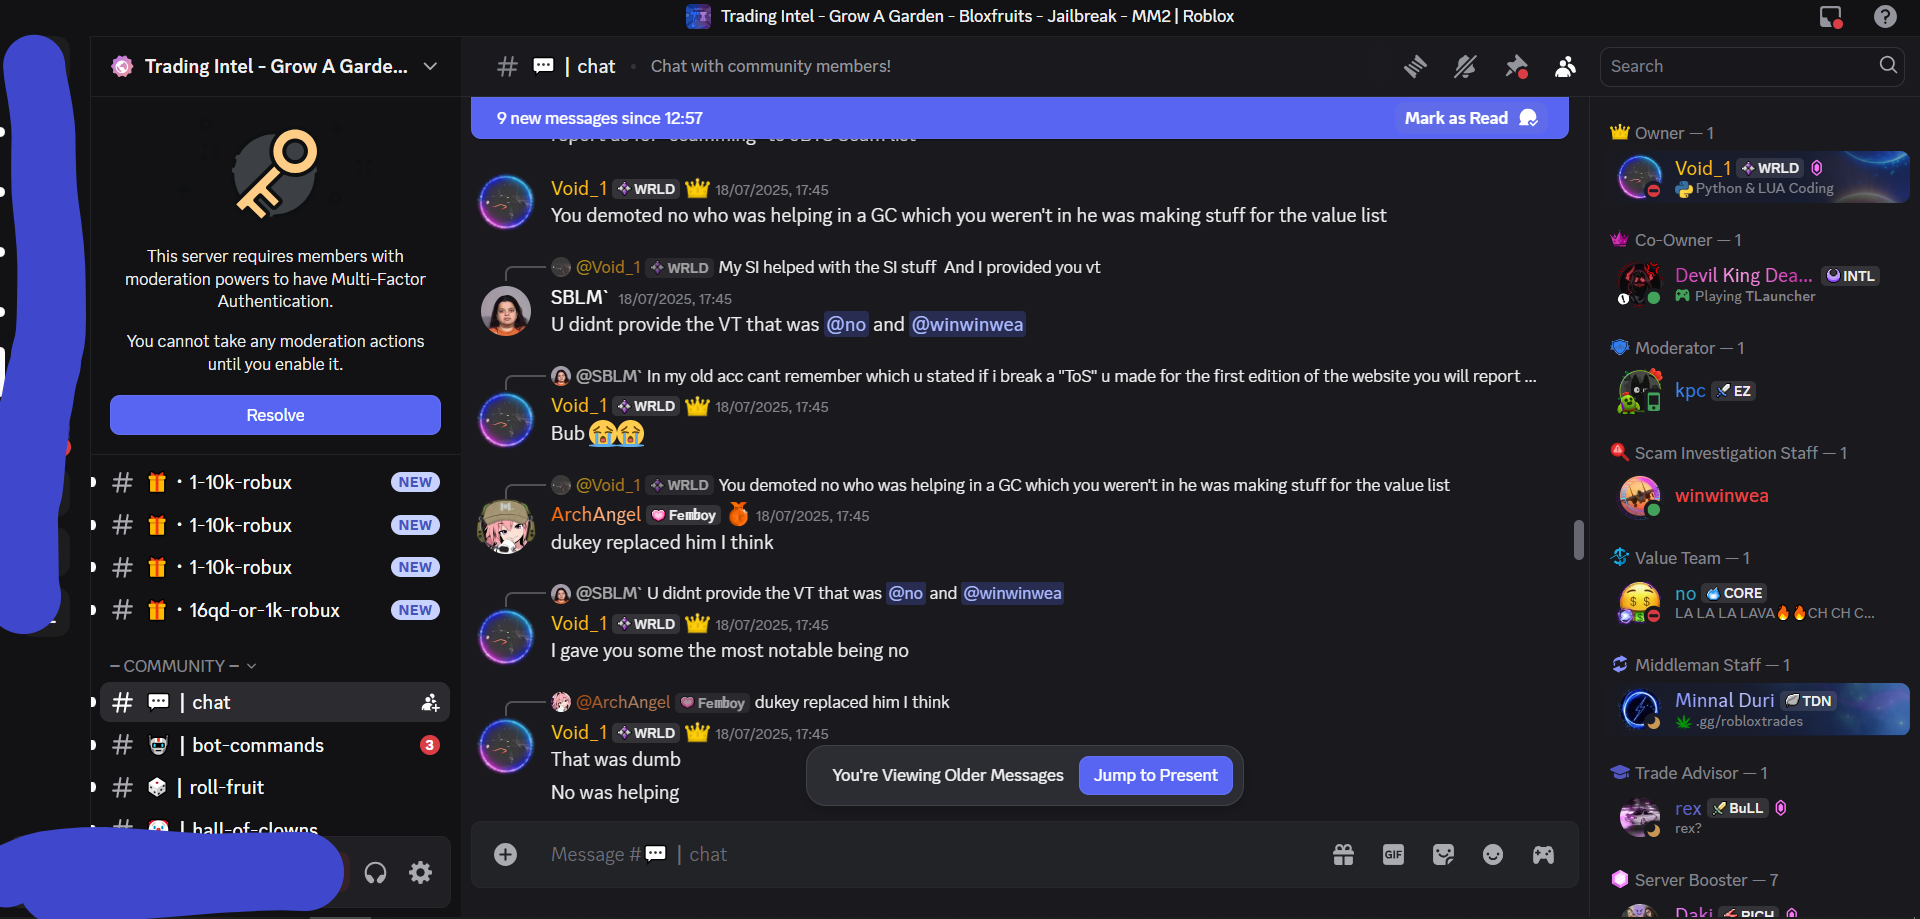 Trading Intel - Grow A Garden - Bloxfruits - Jailbreak - MM2 | Roblox
Trading Intel - Grow A Garde...
This server requires members with
moderation powers to have Multi-Factor
Authentication.
You cannot take any moderation actions
until you enable it.
Resolve
# 🎁 • 1-10k-robux NEW
# 🎁 • 1-10k-robux NEW
# 🎁 • 1-10k-robux NEW
# 🎁 • 16qd-or-1k-robux NEW
– COMMUNITY –
# 💬 | chat
# 🤖 | bot-commands 3
# 🎲 | roll-fruit
# 🤡 | hall-of-clowns
# 💬 | chat • Chat with community members!
Search
9 new messages since 12:57
Mark as Read
Void_1 WRLD 18/07/2025, 17:45
You demoted no who was helping in a GC which you weren't in he was making stuff for the value list
@Void_1 WRLD My SI helped with the SI stuff And I provided you vt
SBLM` 18/07/2025, 17:45
U didnt provide the VT that was @no and @winwinwea
@SBLM` In my old acc cant remember which u stated if i break a "ToS" u made for the first edition of the website you will report ...
Void_1 WRLD 18/07/2025, 17:45
Bub 😭😭
@Void_1 WRLD You demoted no who was helping in a GC which you weren't in he was making stuff for the value list
ArchAngel Femboy 18/07/2025, 17:45
dukey replaced him I think
@SBLM` U didnt provide the VT that was @no and @winwinwea
Void_1 WRLD 18/07/2025, 17:45
I gave you some the most notable being no
@ArchAngel Femboy dukey replaced him I think
Void_1 WRLD 18/07/2025, 17:45
That was dumb
No was helping
You're Viewing Older Messages
Jump to Present
Message #💬 | chat
GIF
Owner — 1
Void_1 WRLD
Python & LUA Coding
Co-Owner — 1
Devil King Dea... INTL
Playing TLauncher
Moderator — 1
kpc EZ
Scam Investigation Staff — 1
winwinwea
Value Team — 1
no CORE
LA LA LA LAVA🔥🔥CH CH C...
Middleman Staff — 1
Minnal Duri TDN
.gg/robloxtrades
Trade Advisor — 1
rex BuLL
rex?
Server Booster — 7
Daki RICH